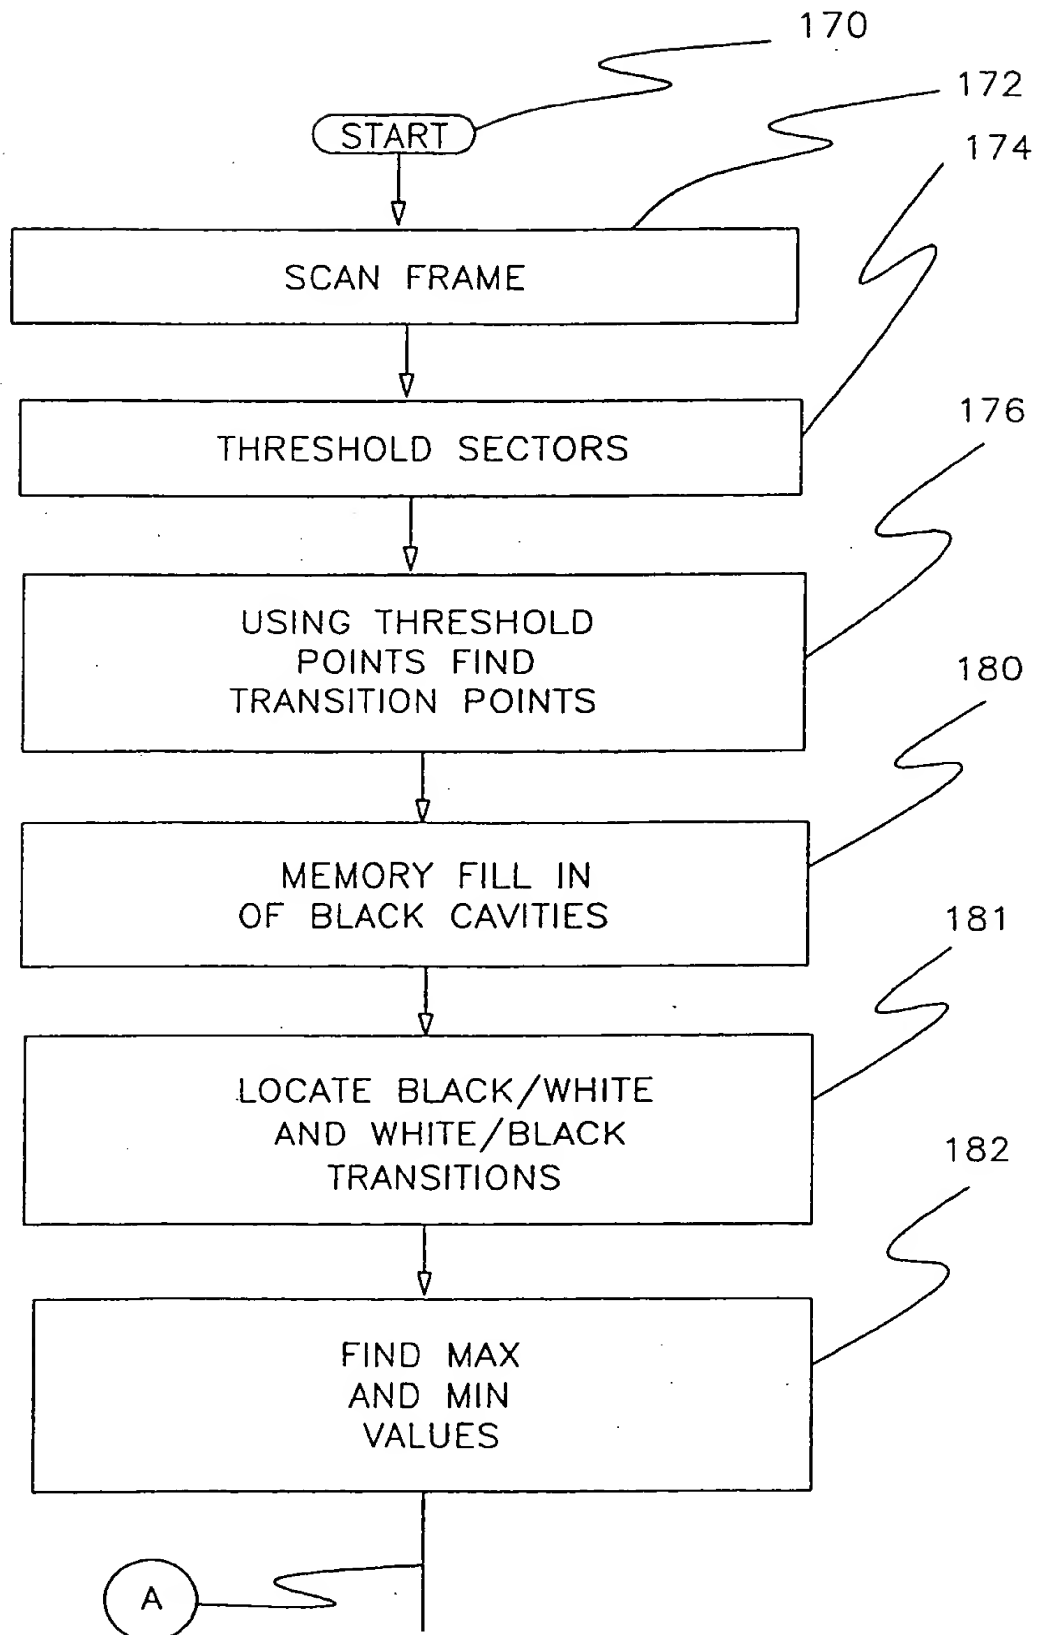 170
START
172
174
SCAN FRAME
THRESHOLD SECTORS
176
USING THRESHOLD
POINTS FIND
TRANSITION POINTS
180
MEMORY FILL IN
OF BLACK CAVITIES
181
LOCATE BLACK/WHITE
AND WHITE/BLACK
TRANSITIONS
182
FIND MAX
AND MIN
VALUES
A